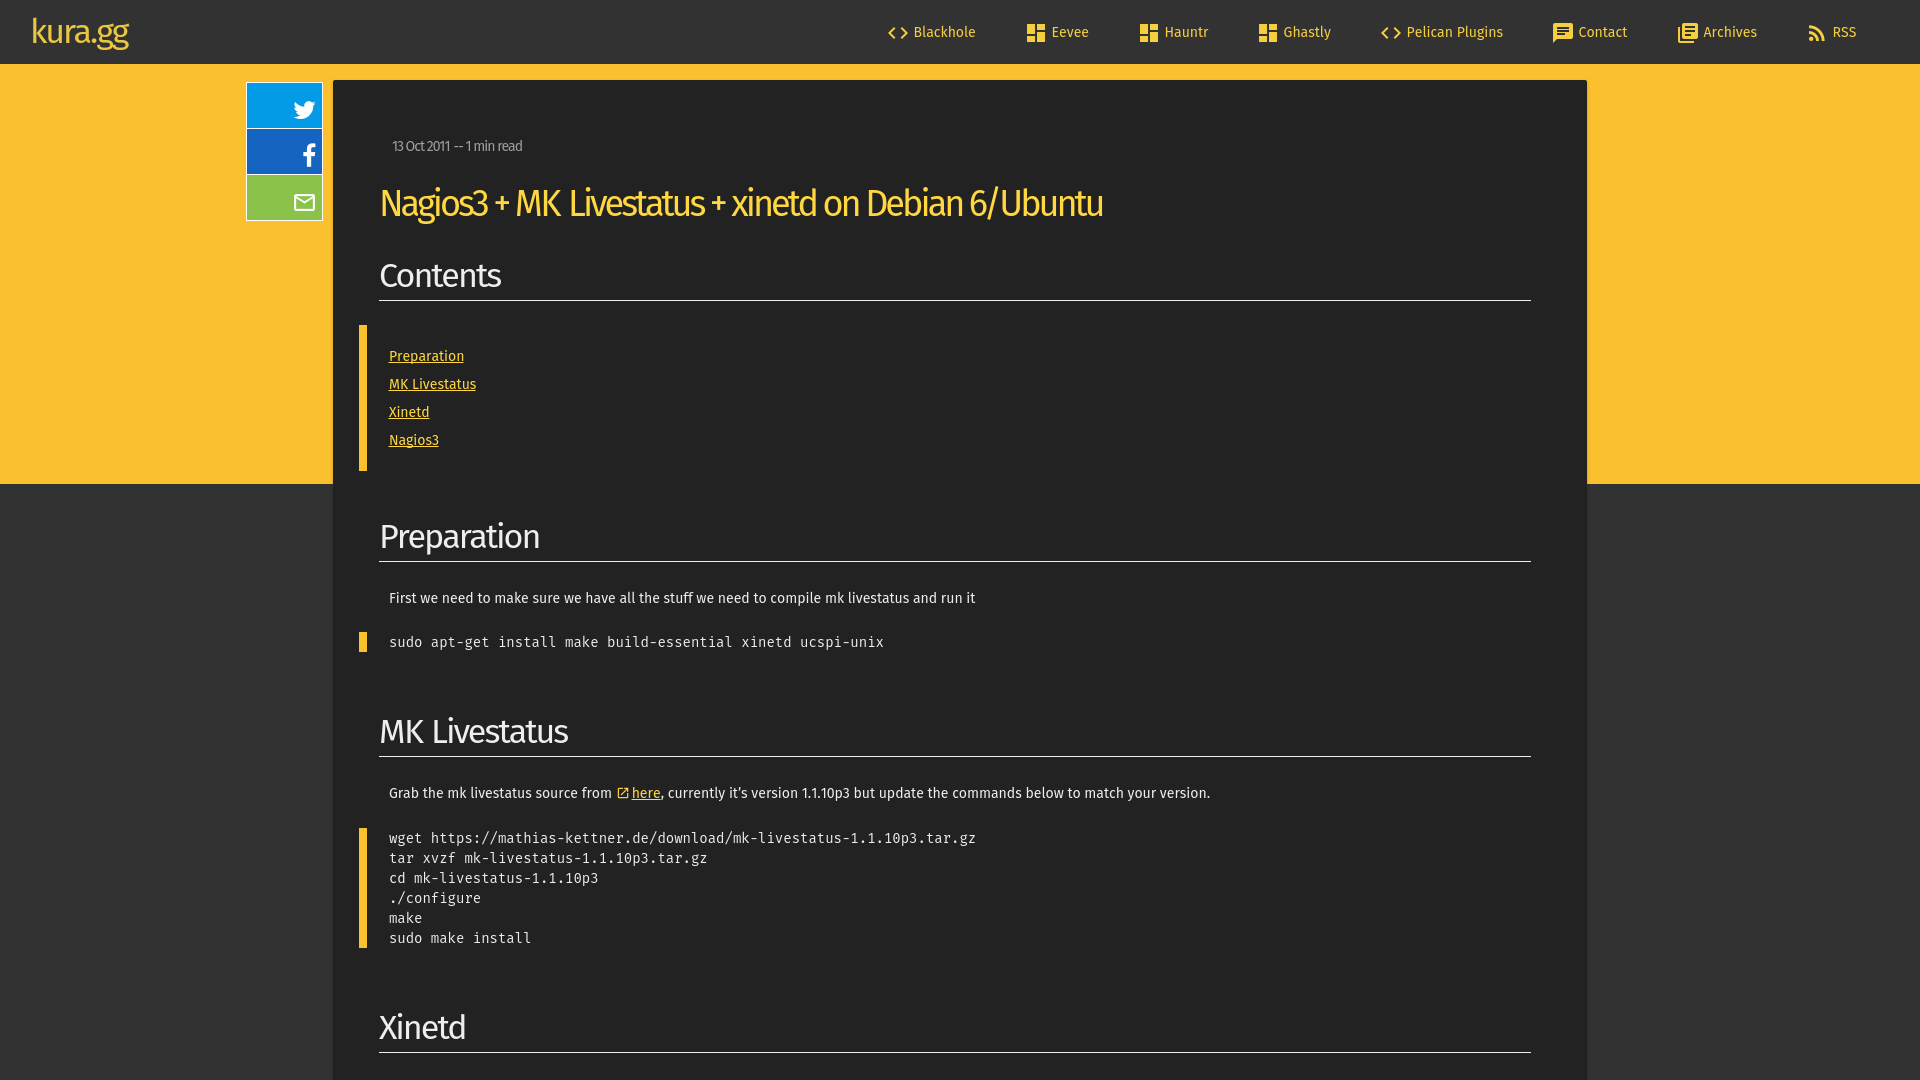 kura.gg
Blackhole
Eevee
Hauntr
Ghastly
Pelican Plugins
Contact
Archives
RSS
13 Oct 2011 -- 1 min read
Nagios3 + MK Livestatus + xinetd on Debian 6/Ubuntu
Contents
Preparation
MK Livestatus
Xinetd
Nagios3
Preparation
First we need to make sure we have all the stuff we need to compile mk livestatus and run it
sudo apt-get install make build-essential xinetd ucspi-unix
MK Livestatus
Grab the mk livestatus source from here, currently it’s version 1.1.10p3 but update the commands below to match your version.
wget https://mathias-kettner.de/download/mk-livestatus-1.1.10p3.tar.gz
tar xvzf mk-livestatus-1.1.10p3.tar.gz
cd mk-livestatus-1.1.10p3
./configure
make
sudo make install
Xinetd